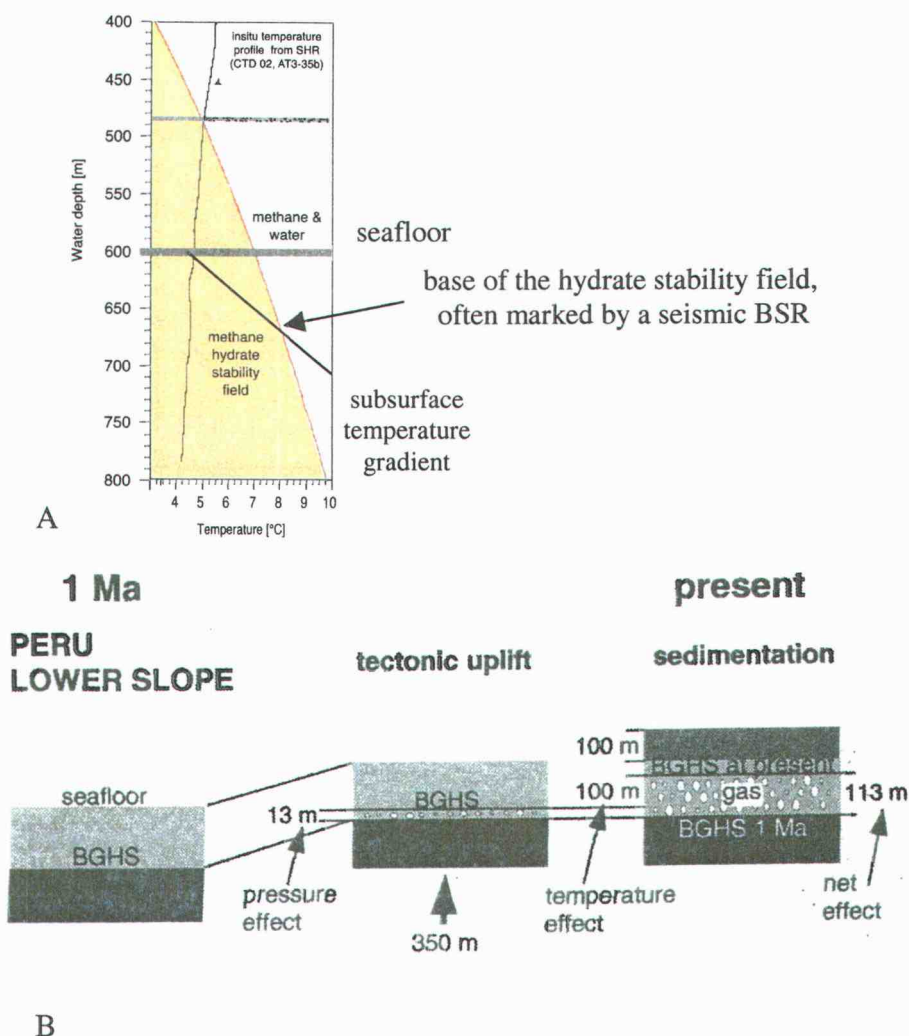 400
450
500
550
600
650
700
750
800
Water depth [m]
insitu temperature
profile from SHR
(CTD 02, AT3-35b)
methane &
water
methane
hydrate
stability
field
4 5 6 7 8 9 10
Temperature [°C]
seafloor
base of the hydrate stability field,
often marked by a seismic BSR
subsurface
temperature
gradient
A
1 Ma
present
PERU
LOWER SLOPE
tectonic uplift
sedimentation
seafloor
BGHS
13 m
pressure
effect
BGHS
350 m
100 m
100 m
temperature
effect
BGHS at present
gas
BGHS 1 Ma
113 m
net
effect
B